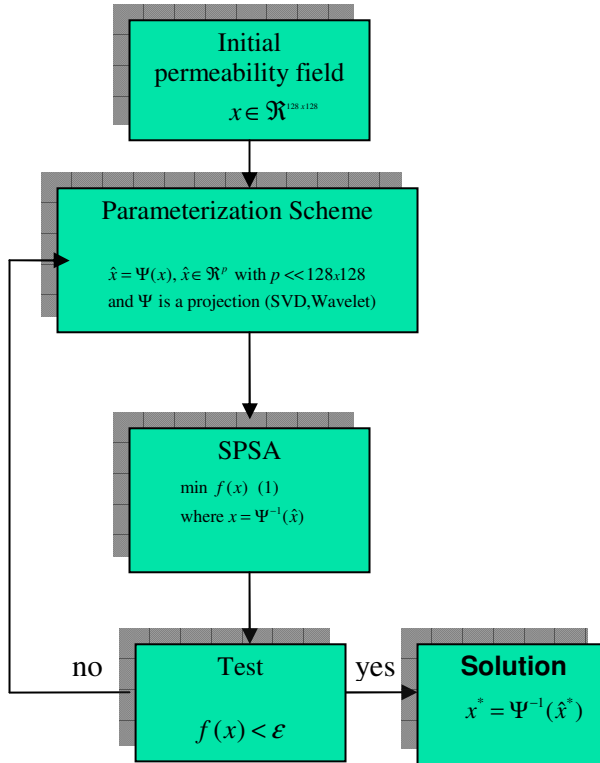 Initial
permeability field
x ∈ ℜ^{128x128}
Parameterization Scheme
x̂ = Ψ(x), x̂ ∈ ℜ^p with p << 128x128
and Ψ is a projection (SVD,Wavelet)
SPSA
min f(x) (1)
where x = Ψ^{-1}(x̂)
no
Test
yes
f(x) < ε
Solution
x^* = Ψ^{-1}(x̂^*)